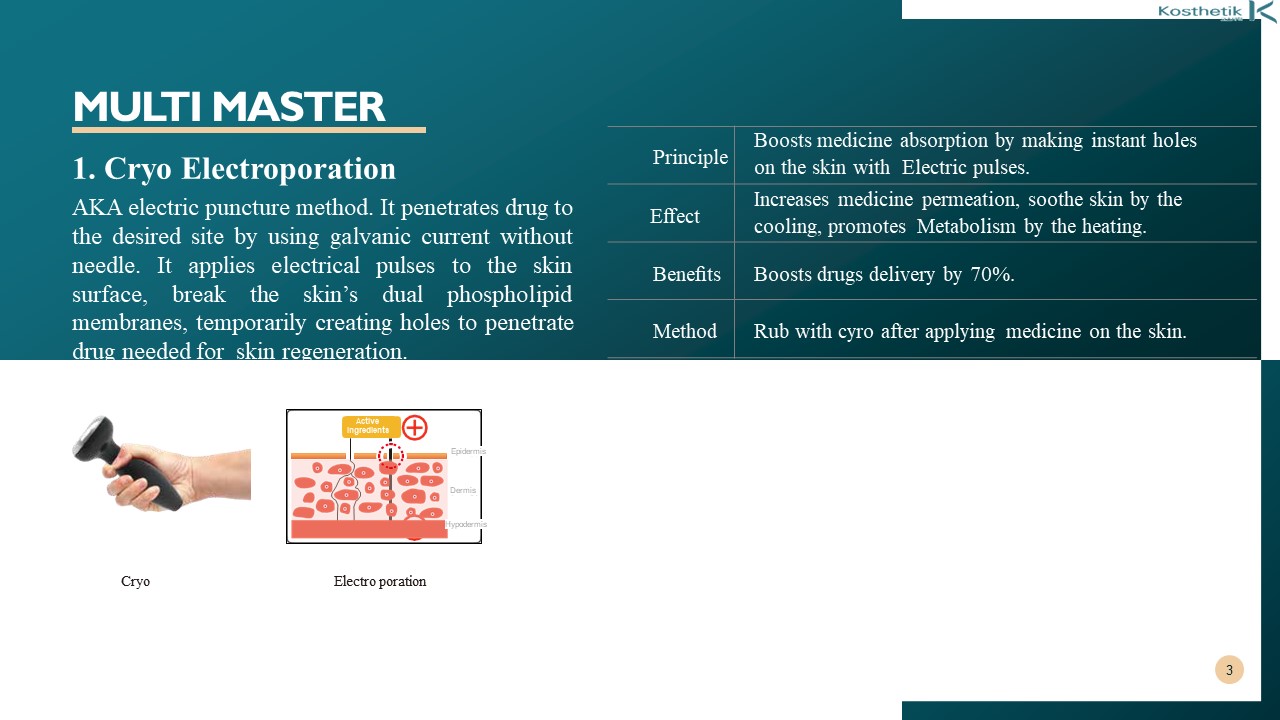 Kosthetik
MULTI MASTER
1. Cryo Electroporation
AKA electric puncture method. It penetrates drug to
the desired site by using galvanic current without
needle. It applies electrical pulses to the skin
surface, break the skin’s dual phospholipid
membranes, temporarily creating holes to penetrate
drug needed for skin regeneration.
Principle
Boosts medicine absorption by making instant holes
on the skin with Electric pulses.
Effect
Increases medicine permeation, soothe skin by the
cooling, promotes Metabolism by the heating.
Benefits
Boosts drugs delivery by 70%.
Method
Rub with cyro after applying medicine on the skin.
Active
Ingredients
Epidermis
Dermis
Hypodermis
Cryo
Electro poration
3